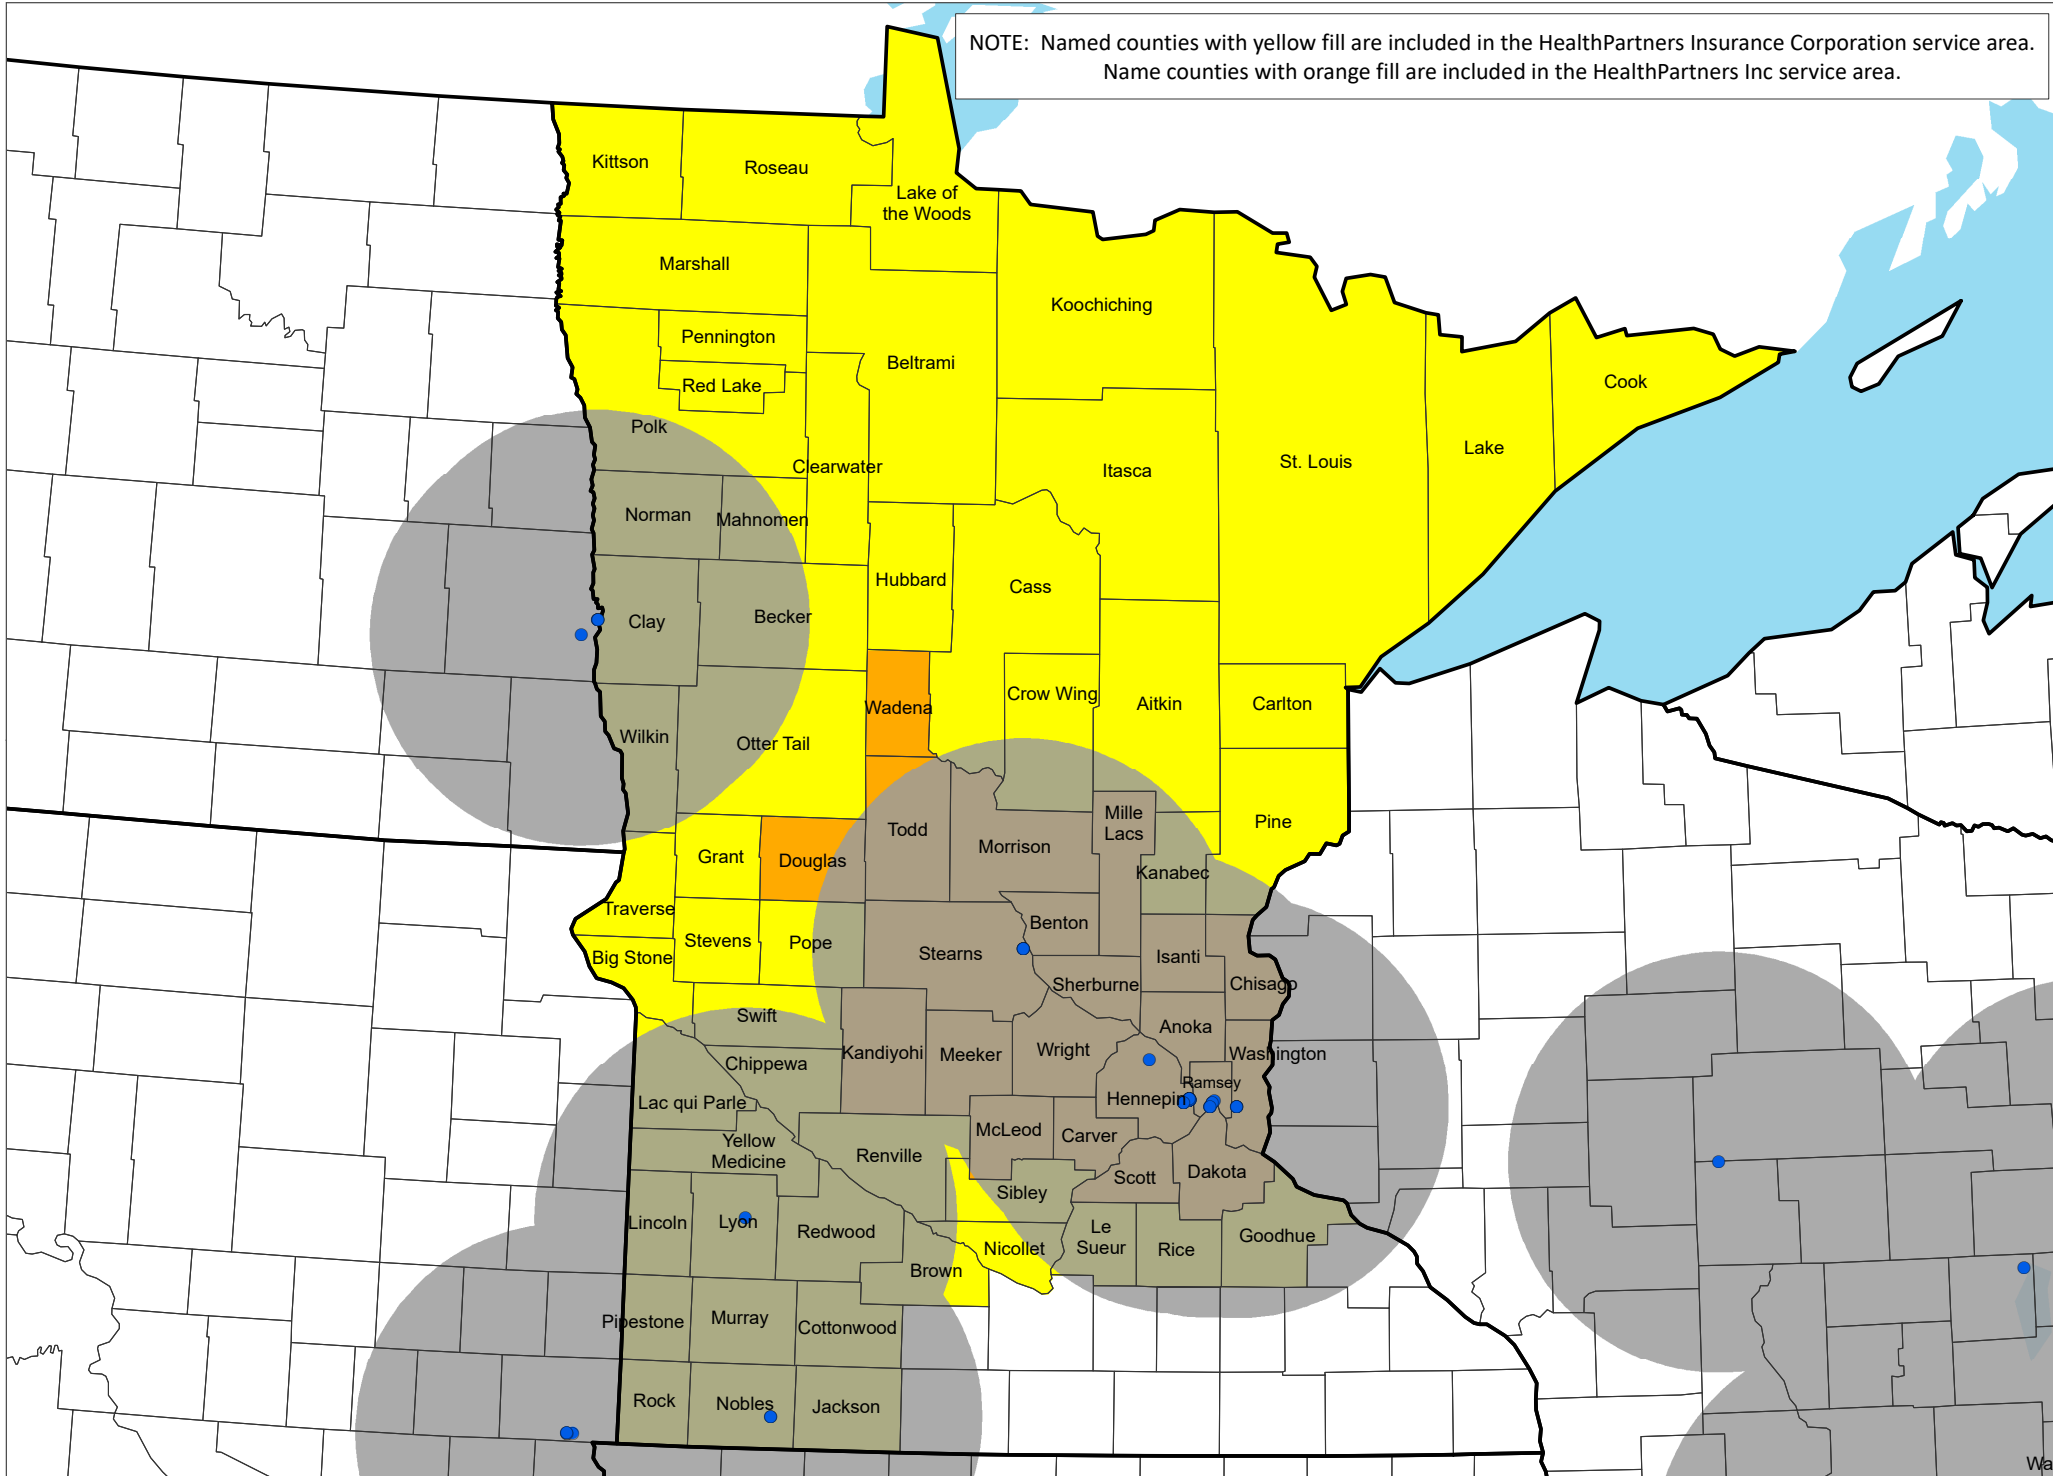 NOTE:  Named counties with yellow fill are included in the HealthPartners Insurance Corporation service area.
Name counties with orange fill are included in the HealthPartners Inc service area.
Kittson
Roseau
Lake of
the Woods
Marshall
Koochiching
Pennington
Beltrami
Red Lake
Cook
Polk
Lake
Clearwater
St. Louis
Itasca
Norman
Mahnomen
Hubbard
Cass
Clay
Becker
Crow Wing
Aitkin
Carlton
Wadena
Wilkin
Otter Tail
Mille
Lacs
Pine
Todd
Morrison
Grant
Douglas
Kanabec
Traverse
Benton
Stevens
Pope
Stearns
Isanti
Big Stone
Sherburne
Chisago
Swift
Anoka
Kandiyohi
Meeker
Wright
Washington
Chippewa
Ramsey
Lac qui Parle
Hennepin
McLeod
Carver
Yellow
Medicine
Renville
Scott
Dakota
Sibley
Lincoln
Lyon
Redwood
Le
Sueur
Rice
Goodhue
Nicollet
Brown
Pipestone
Murray
Cottonwood
Rock
Nobles
Jackson
Wa